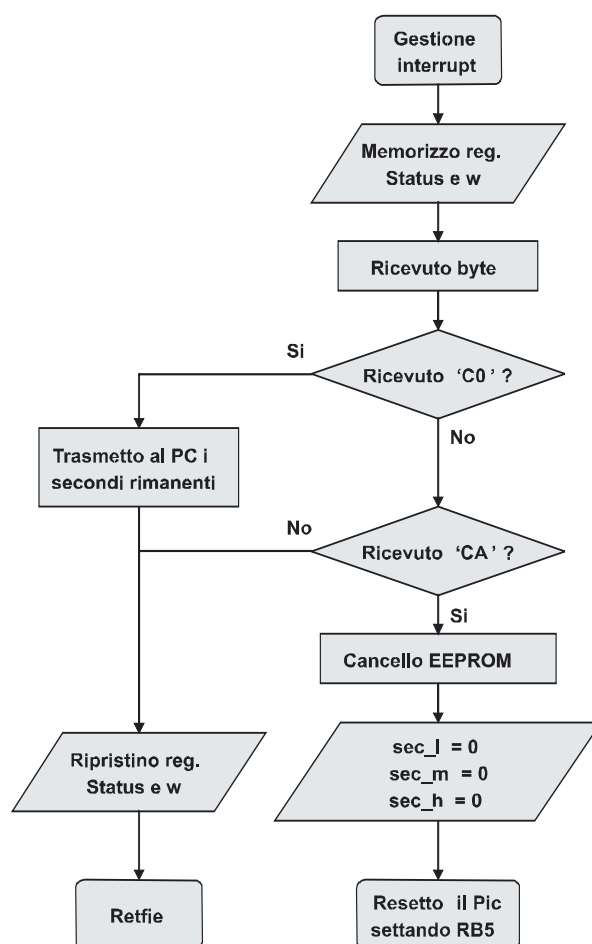 Gestione
interrupt
Memorizzo reg.
Status e w
Ricevuto byte
Si
Ricevuto ‘C0’ ?
No
Trasmetto al PC i
secondi rimanenti
No
Ricevuto ‘CA’ ?
Si
Cancello EEPROM
sec_l = 0
sec_m = 0
sec_h = 0
Ripristino reg.
Status e w
Retfie
Resetto il Pic
settando RB5